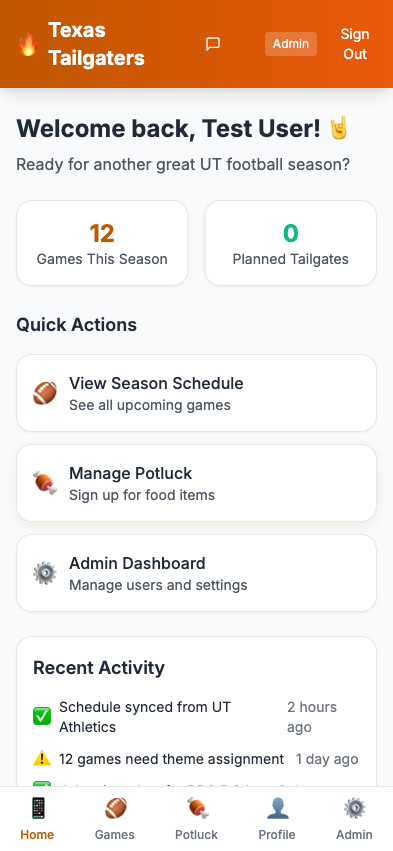 Texas
Tailgaters
Admin
Sign
Out
Welcome back, Test User! 🤘
Ready for another great UT football season?
12
Games This Season
0
Planned Tailgates
Quick Actions
View Season Schedule
See all upcoming games
Manage Potluck
Sign up for food items
Admin Dashboard
Manage users and settings
Recent Activity
Schedule synced from UT
Athletics
2 hours
ago
12 games need theme assignment
1 day ago
Home
Games
Potluck
Profile
Admin